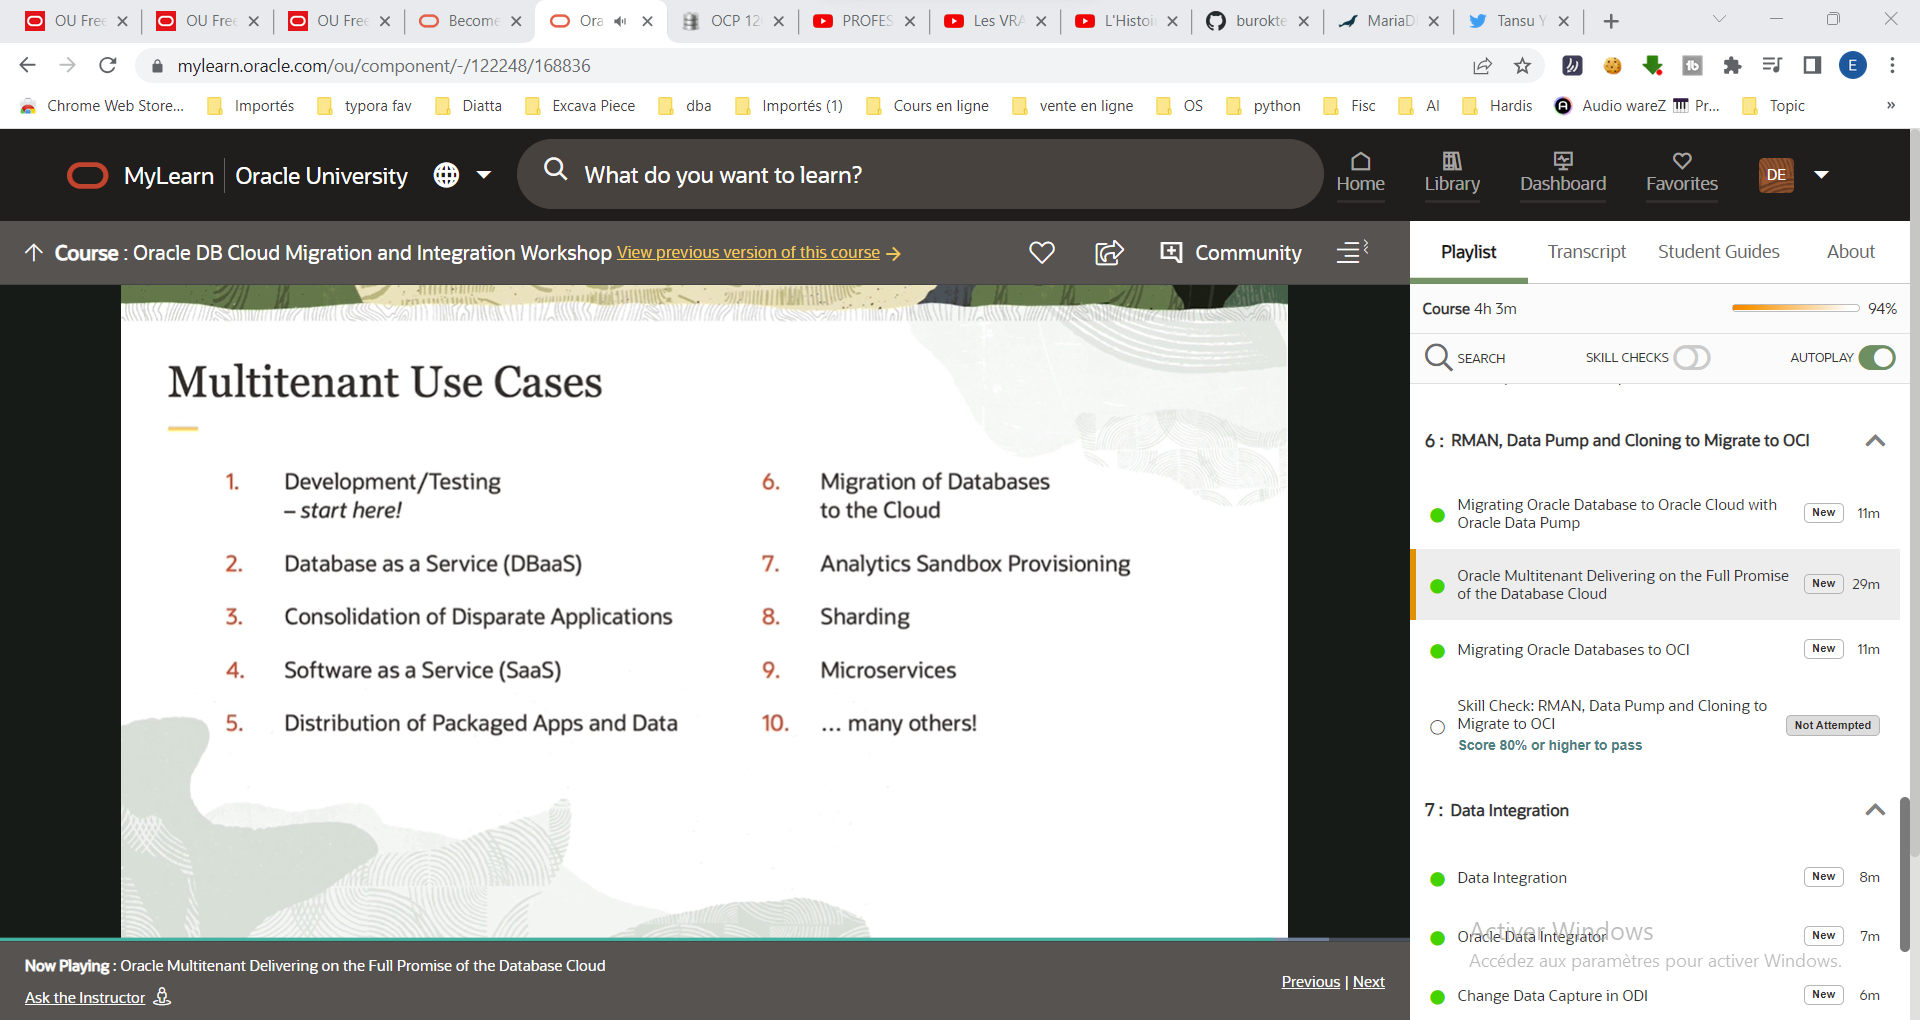 OU Free
OU Free
OU Free
Become
Ora
OCP 12
PROFES
Les VRA
L'Histoi
burokte
MariaD
Tansu Y
mylearn.oracle.com/ou/component/-/122248/168836
E
Chrome Web Store...
Importés
typora fav
Diatta
Excava Piece
dba
Importés (1)
Cours en ligne
vente en ligne
OS
python
Fisc
AI
Hardis
Audio wareZ
Pr...
Topic
»
MyLearn
Oracle University
What do you want to learn?
Home
Library
Dashboard
Favorites
DE
Course : Oracle DB Cloud Migration and Integration Workshop View previous version of this course
Community
Multitenant Use Cases
1. Development/Testing
– start here!
2. Database as a Service (DBaaS)
3. Consolidation of Disparate Applications
4. Software as a Service (SaaS)
5. Distribution of Packaged Apps and Data
6. Migration of Databases
to the Cloud
7. Analytics Sandbox Provisioning
8. Sharding
9. Microservices
10. ... many others!
Now Playing : Oracle Multitenant Delivering on the Full Promise of the Database Cloud
Ask the Instructor
Previous | Next
Playlist
Transcript
Student Guides
About
Course 4h 3m
94%
SEARCH
SKILL CHECKS
AUTOPLAY
6 : RMAN, Data Pump and Cloning to Migrate to OCI
Migrating Oracle Database to Oracle Cloud with
Oracle Data Pump
New 11m
Oracle Multitenant Delivering on the Full Promise
of the Database Cloud
New 29m
Migrating Oracle Databases to OCI
New 11m
Skill Check: RMAN, Data Pump and Cloning to
Migrate to OCI
Not Attempted
Score 80% or higher to pass
7 : Data Integration
Data Integration
New 8m
Oracle Data Integrator
New 7m
Activer Windows
Accédez aux paramètres pour activer Windows.
Change Data Capture in ODI
New 6m